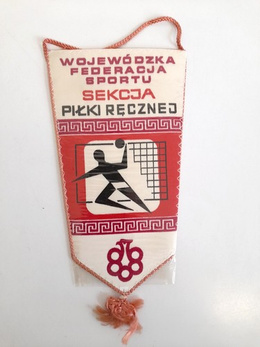 WOJEWÓDZKA
FEDERACJA
SPORTU
SEKCJA
PIŁKI RĘCZNEJ